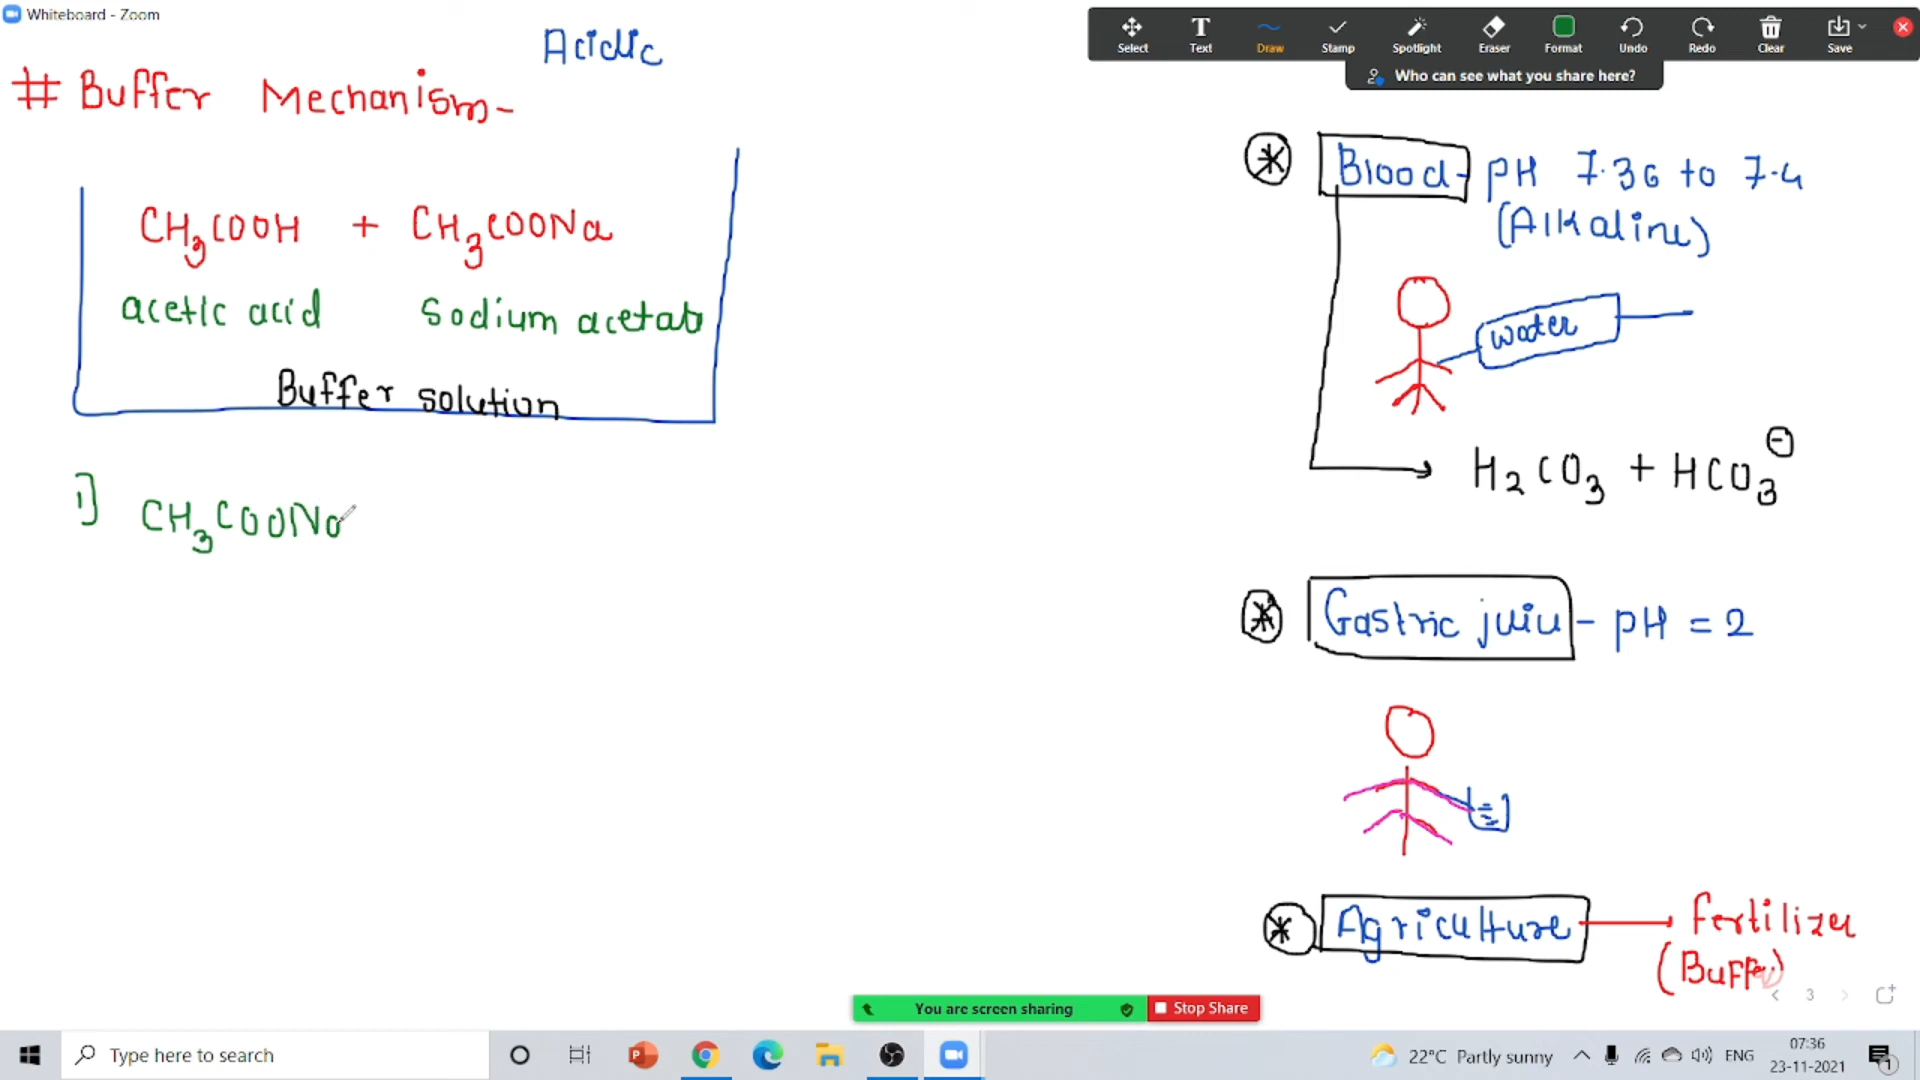 Whiteboard - Zoom
Select Text Draw Stamp Spotlight Eraser Format Undo Redo Clear Save
Who can see what you share here?
Acidic
# Buffer Mechanism-
CH3COOH + CH3COONa
acetic acid Sodium acetate
Buffer solution
1] CH3COONa
Blood- pH 7.36 to 7.4
(Alkaline)
water
H2CO3 + HCO3⊖
Gastric juice - pH = 2
Agriculture → Fertilizer
(Buffer)
3
You are screen sharing Stop Share
Type here to search
22°C Partly sunny ENG 07:36
23-11-2021
1